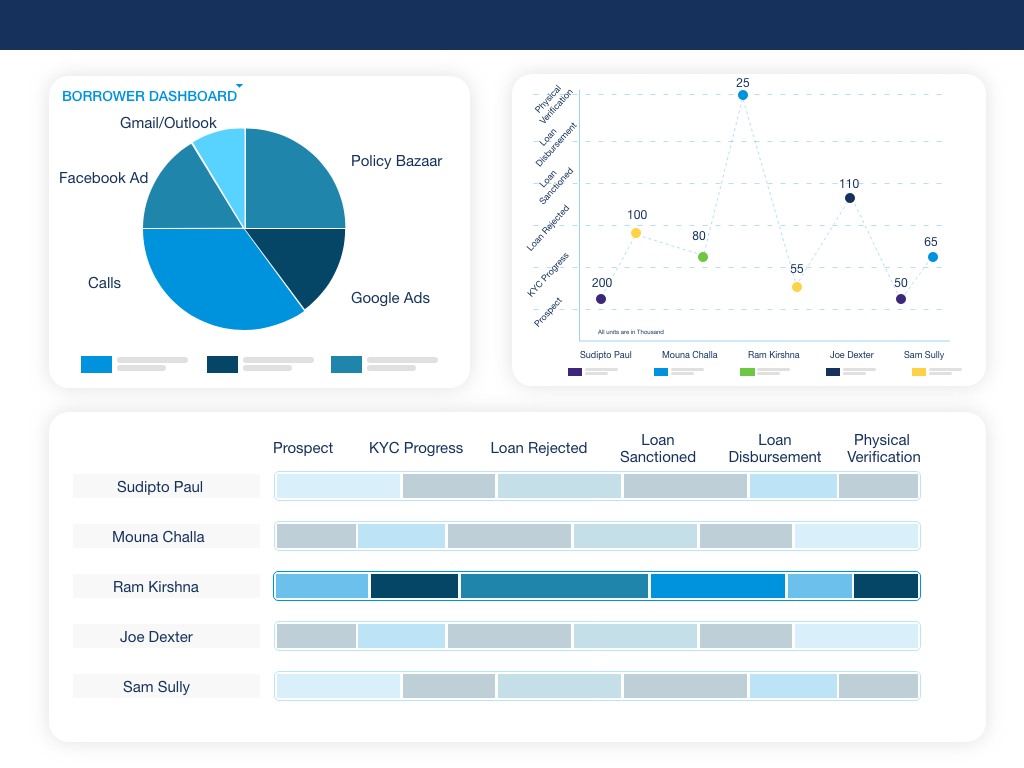 BORROWER DASHBOARD
Gmail/Outlook
Policy Bazaar
Facebook Ad
Calls
Google Ads
25
Physical
Verification
Loan
Disbursement
Loan
Sanctioned
110
Loan Rejected
100
80
65
KYC Progress
55
200
50
Prospect
All units are in Thousand
Sudipto Paul
Mouna Challa
Ram Kirshna
Joe Dexter
Sam Sully
Prospect
KYC Progress
Loan Rejected
Loan
Sanctioned
Loan
Disbursement
Physical
Verification
Sudipto Paul
Mouna Challa
Ram Kirshna
Joe Dexter
Sam Sully